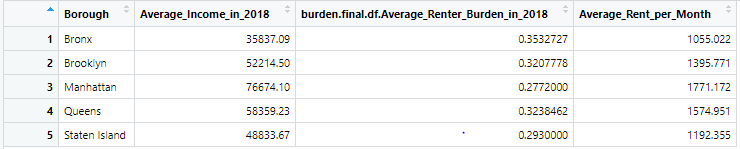 Borough Average_Income_in_2018 burden.final.df.Average_Renter_Burden_in_2018 Average_Rent_per_Month
1 Bronx 35837.09 0.3532727 1055.022
2 Brooklyn 52214.50 0.3207778 1395.771
3 Manhattan 76674.10 0.2772000 1771.172
4 Queens 58359.23 0.3238462 1574.951
5 Staten Island 48833.67 0.2930000 1192.355